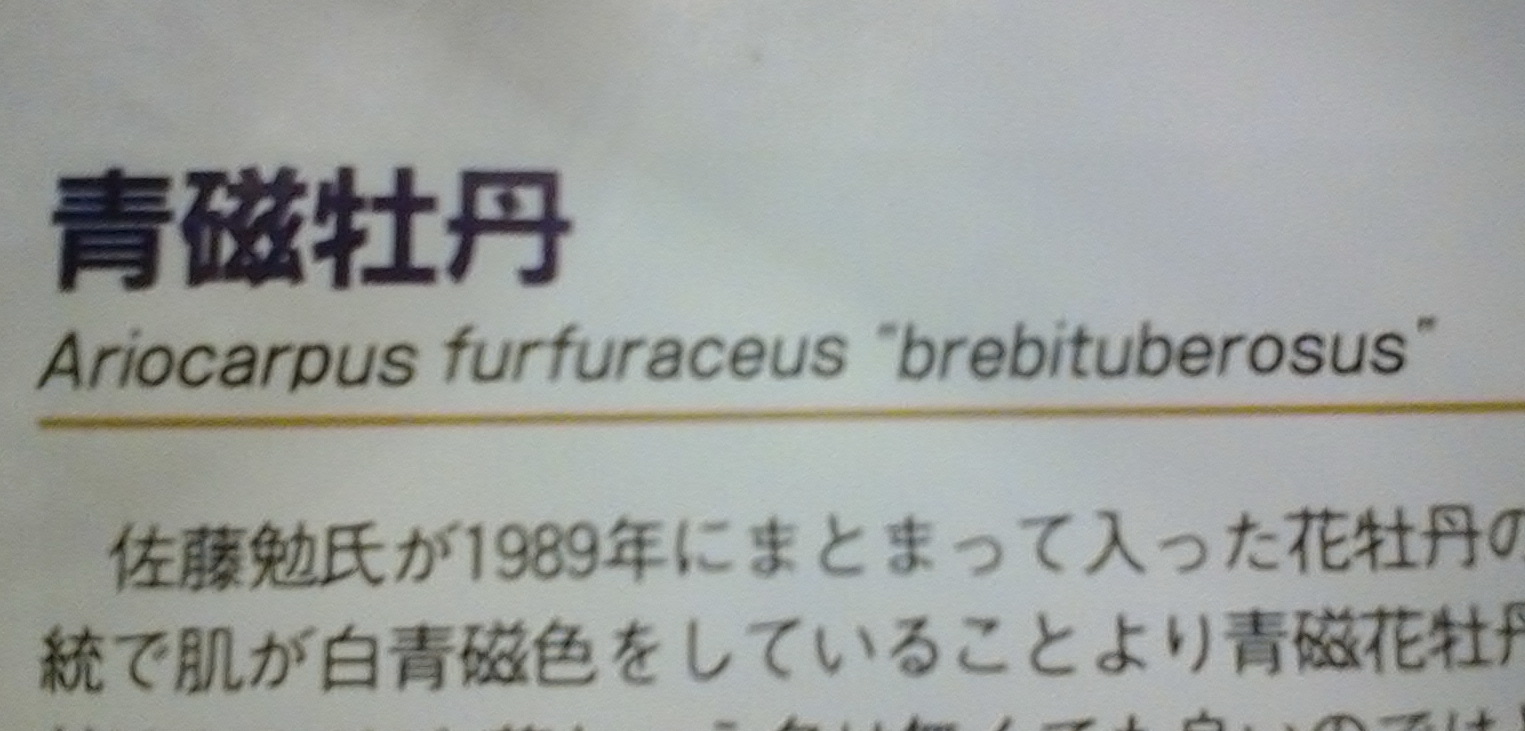 青磁牡丹
Ariocarpus furfuraceus “brebituberosus”
佐藤勉氏が1989年にまとまって入った花牡丹の
統で肌が白青磁色をしていることより青磁花牡丹